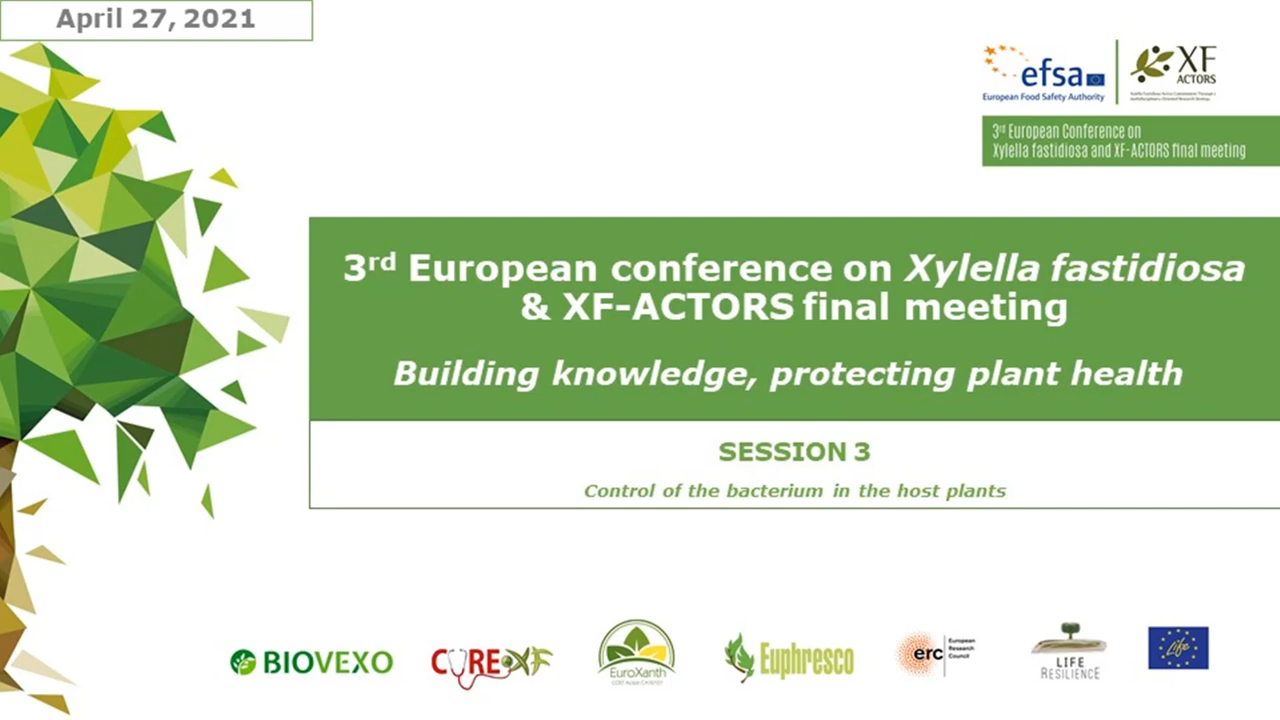 April 27, 2021
efsa
European Food Safety Authority
XF
ACTORS
3rd European Conference on
Xylella fastidiosa and XF-ACTORS final meeting
3rd European conference on Xylella fastidiosa
& XF-ACTORS final meeting
Building knowledge, protecting plant health
SESSION 3
Control of the bacterium in the host plants
BIOVEXO
CURE XF
EuroXanth
Euphresco
erc
European
Research
Council
LIFE
RESILIENCE
Life